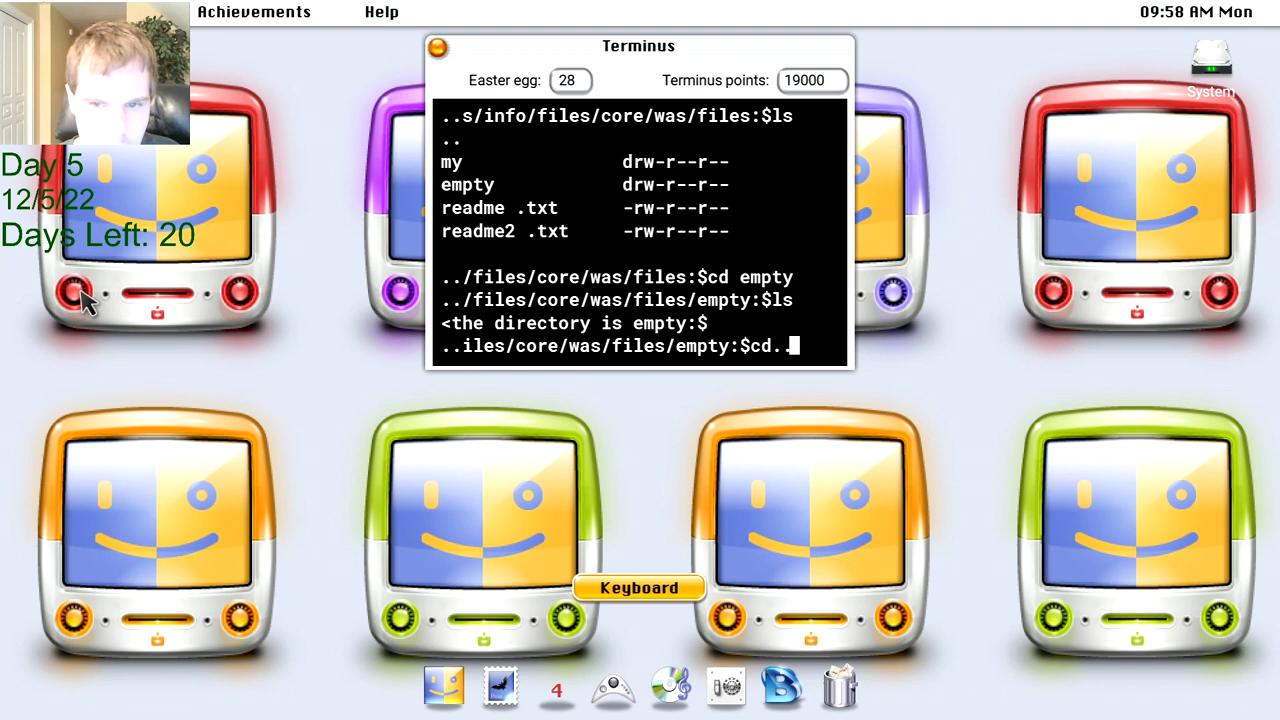 Achievements Help 09:58 AM Mon
Terminus
Easter egg: 28 Terminus points: 19000
System
..s/info/files/core/was/files:$ls
..
my drw-r--r--
empty drw-r--r--
readme .txt -rw-r--r--
readme2 .txt -rw-r--r--
../files/core/was/files:$cd empty
../files/core/was/files/empty:$ls
<the directory is empty:$
..iles/core/was/files/empty:$cd..
Day 5
12/5/22
Days Left: 20
Keyboard
4